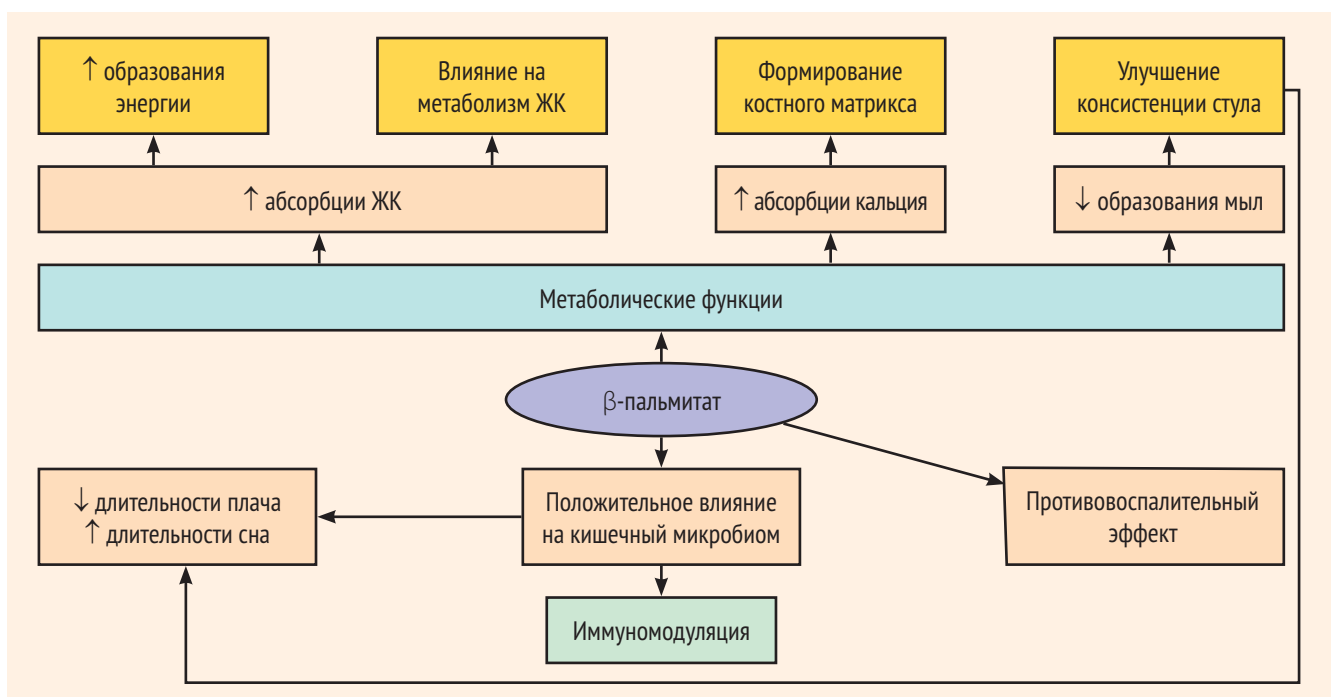 ↑ образования
энергии
Влияние на
метаболизм ЖК
Формирование
костного матрикса
Улучшение
консистенции стула
↑ абсорбции ЖК
↑ абсорбции кальция
↓ образования мыл
Метаболические функции
β-пальмитат
↓ длительности плача
↑ длительности сна
Положительное влияние
на кишечный микробиом
Противовоспалительный
эффект
Иммуномодуляция